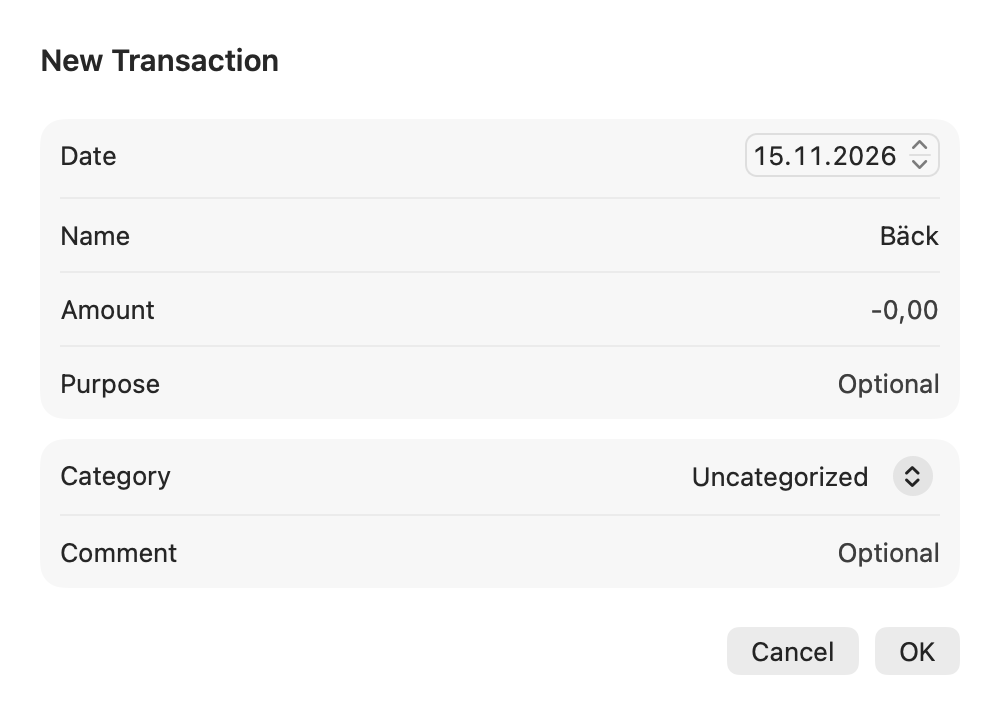 New Transaction
Date 15.11.2026
Name Bäck
Amount -0,00
Purpose Optional
Category Uncategorized
Comment Optional
Cancel OK